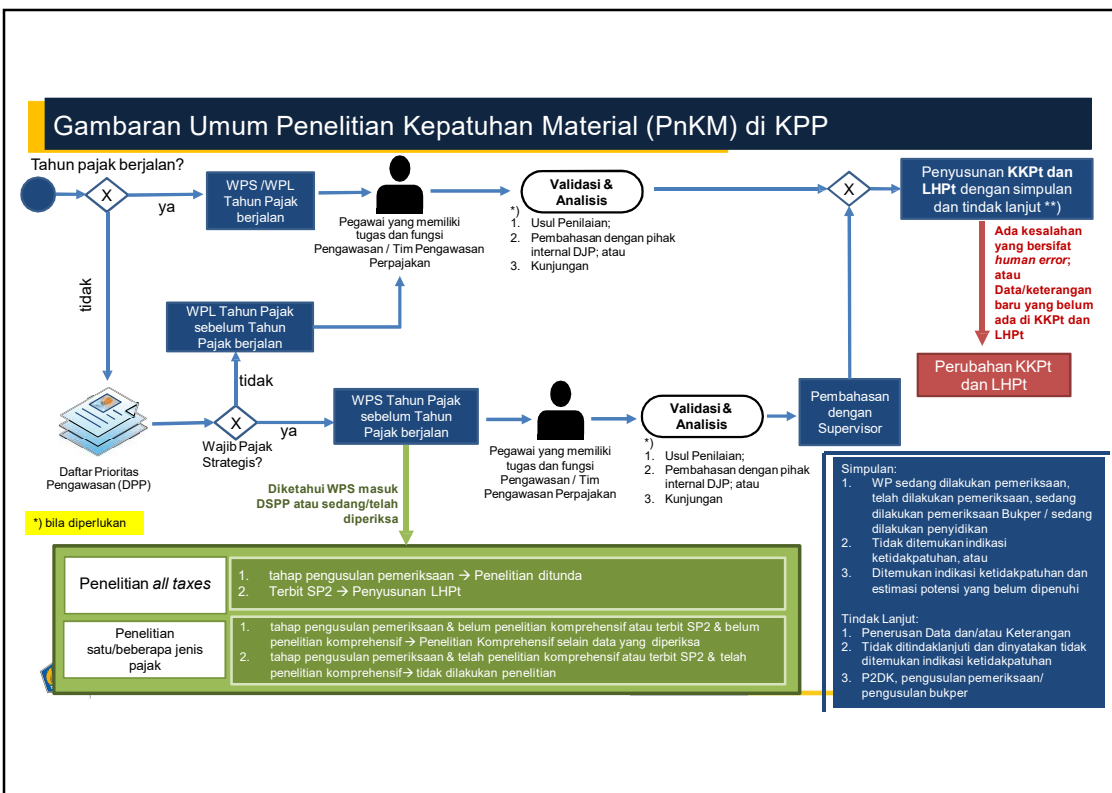 Gambaran Umum Penelitian Kepatuhan Material (PnKM) di KPP
Tahun pajak berjalan?
X
ya
tidak
WPS /WPL
Tahun Pajak
berjalan
Pegawai yang memiliki
tugas dan fungsi
Pengawasan / Tim Pengawasan
Perpajakan
Validasi &
Analisis
*)
1. Usul Penilaian;
2. Pembahasan dengan pihak
internal DJP; atau
3. Kunjungan
X
Penyusunan KKPt dan
LHPt dengan simpulan
dan tindak lanjut **)
Ada kesalahan
yang bersifat
human error;
atau
Data/keterangan
baru yang belum
ada di KKPt dan
LHPt
Perubahan KKPt
dan LHPt
WPL Tahun Pajak
sebelum Tahun
Pajak berjalan
tidak
Daftar Prioritas
Pengawasan (DPP)
X
Wajib Pajak
Strategis?
ya
WPS Tahun Pajak
sebelum Tahun
Pajak berjalan
Pegawai yang memiliki
tugas dan fungsi
Pengawasan / Tim
Pengawasan Perpajakan
Validasi &
Analisis
*)
1. Usul Penilaian;
2. Pembahasan dengan pihak
internal DJP; atau
3. Kunjungan
Pembahasan
dengan
Supervisor
Diketahui WPS masuk
DSPP atau sedang/telah
diperiksa
*) bila diperlukan
Penelitian all taxes
1. tahap pengusulan pemeriksaan → Penelitian ditunda
2. Terbit SP2 → Penyusunan LHPt
Penelitian
satu/beberapa jenis
pajak
1. tahap pengusulan pemeriksaan & belum penelitian komprehensif atau terbit SP2 & belum
penelitian komprehensif → Penelitian Komprehensif selain data yang diperiksa
2. tahap pengusulan pemeriksaan & telah penelitian komprehensif atau terbit SP2 & telah
penelitian komprehensif→ tidak dilakukan penelitian
Simpulan:
1. WP sedang dilakukan pemeriksaan,
telah dilakukan pemeriksaan, sedang
dilakukan pemeriksaan Bukper / sedang
dilakukan penyidikan
2. Tidak ditemukan indikasi
ketidakpatuhan, atau
3. Ditemukan indikasi ketidakpatuhan dan
estimasi potensi yang belum dipenuhi
Tindak Lanjut:
1. Penerusan Data dan/atau Keterangan
2. Tidak ditindaklanjuti dan dinyatakan tidak
ditemukan indikasi ketidakpatuhan
3. P2DK, pengusulan pemeriksaan/
pengusulan bukper